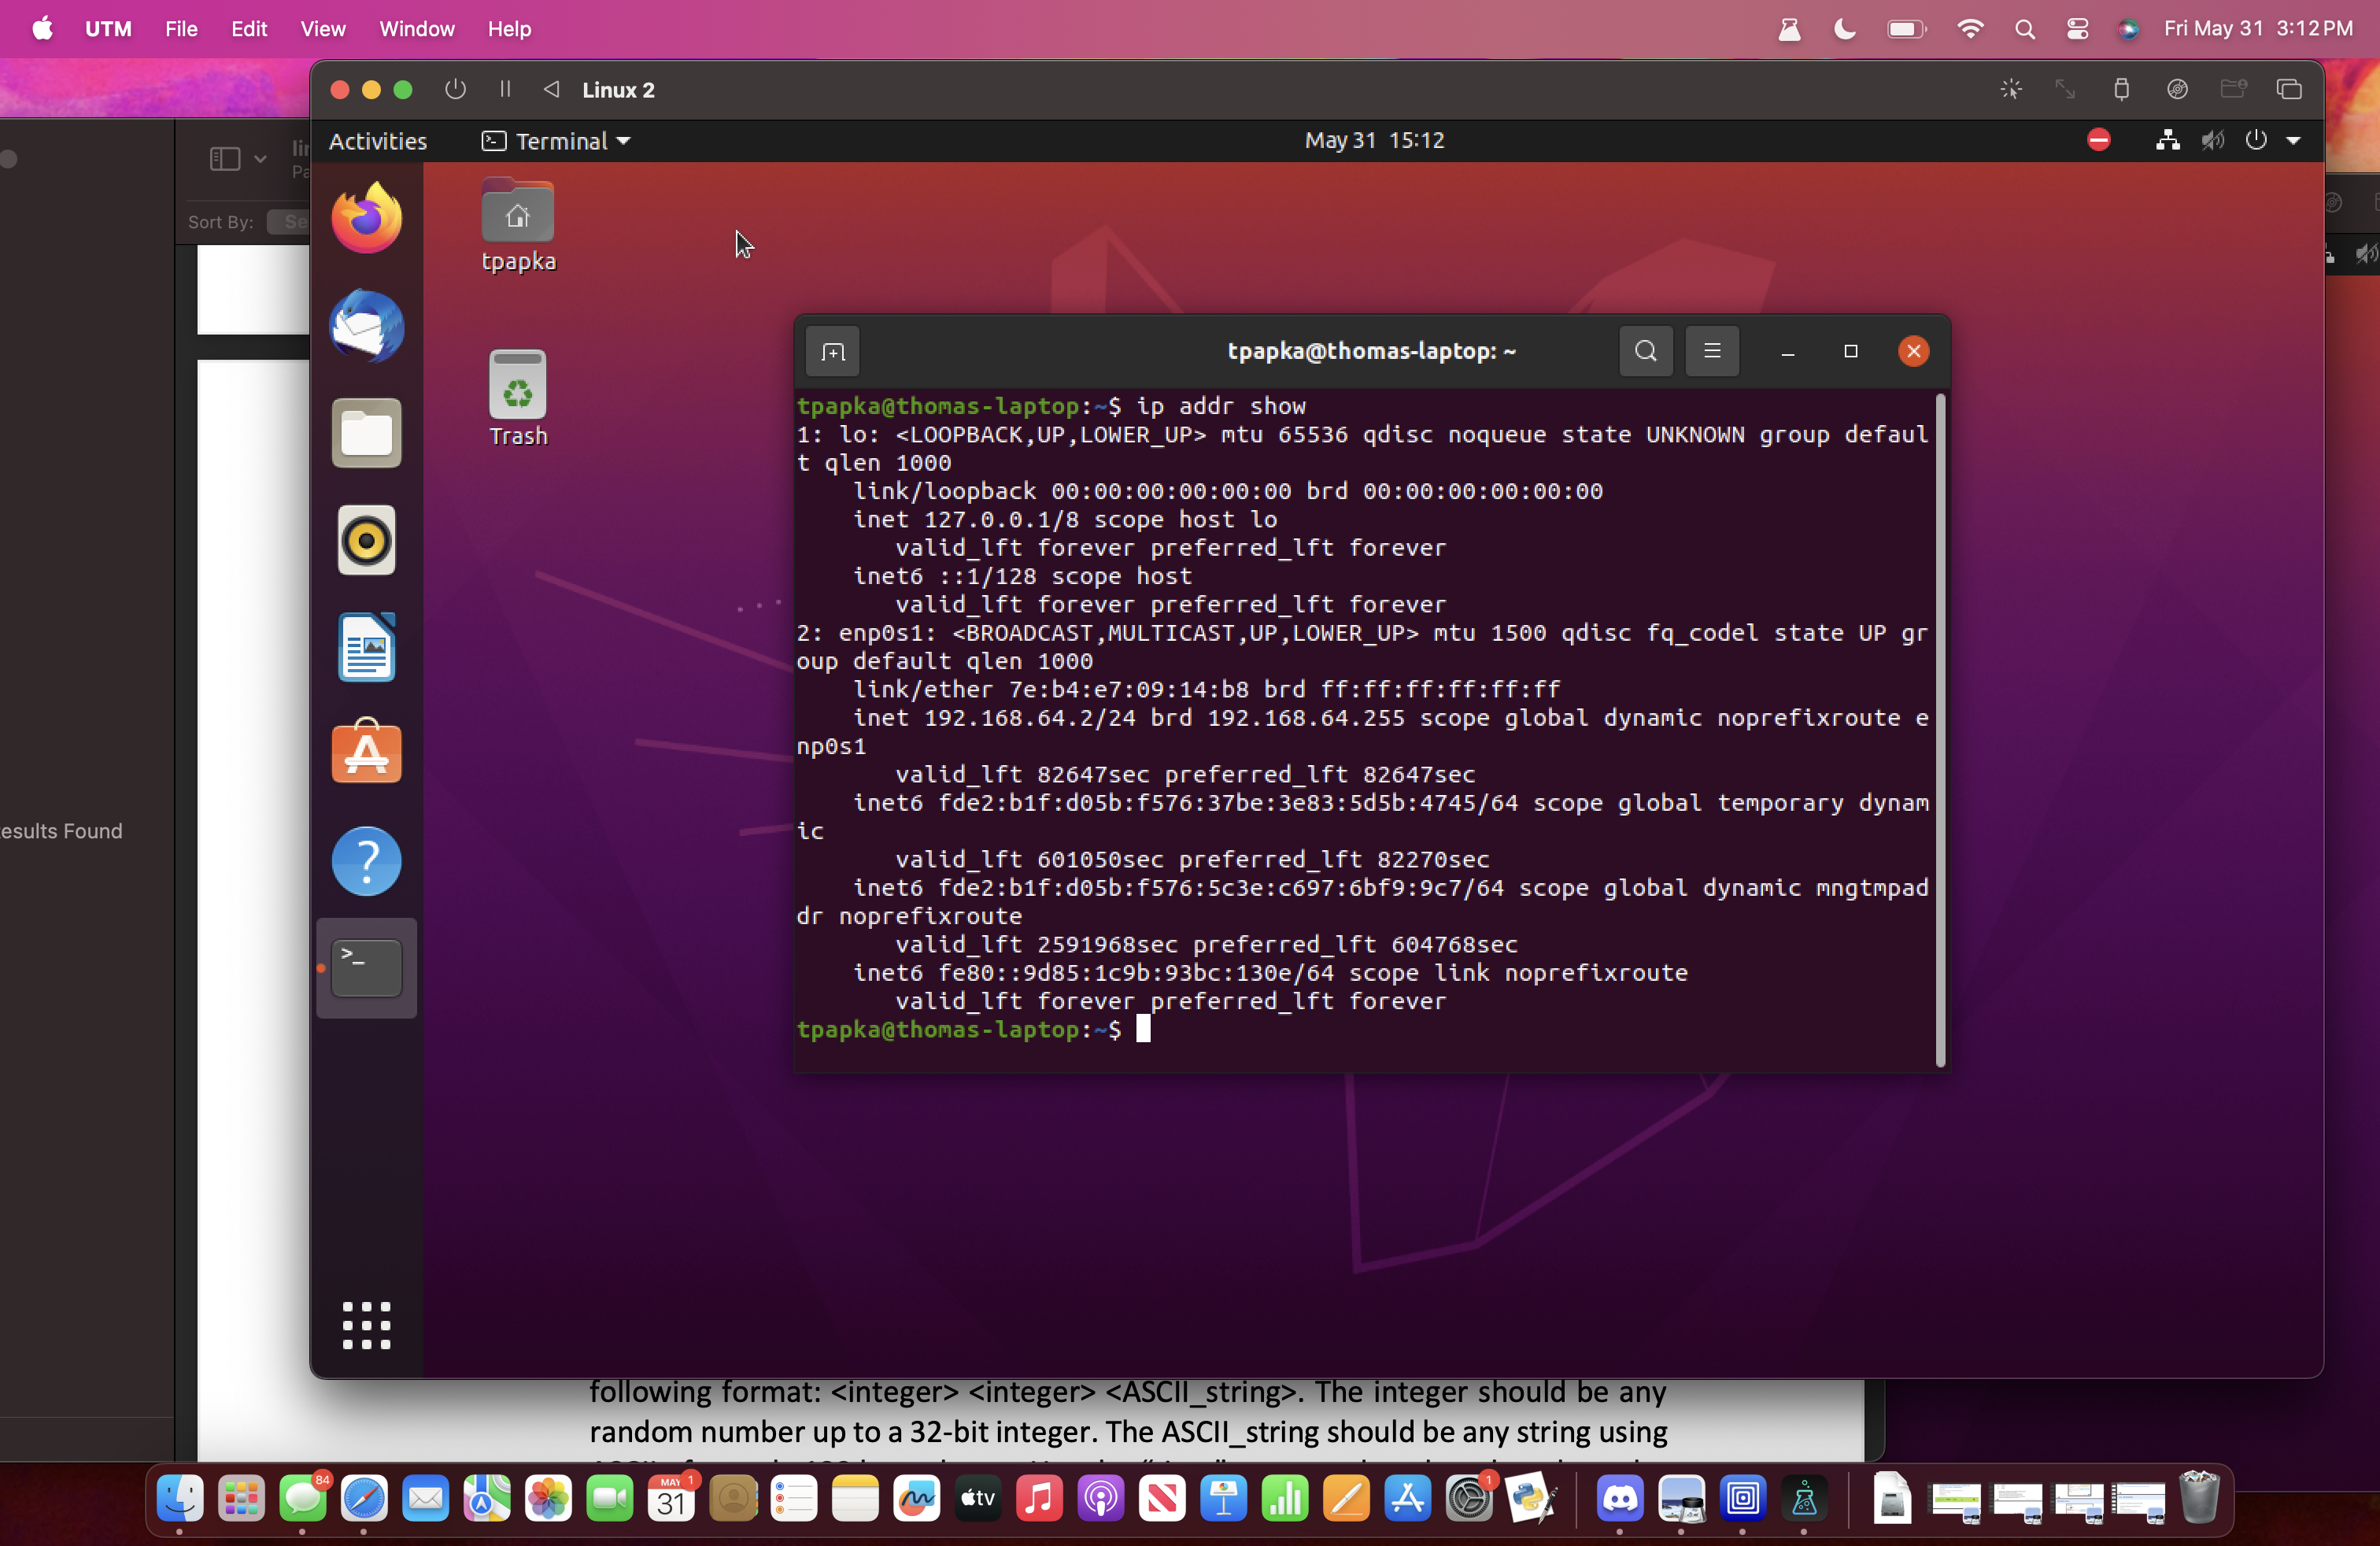 UTM File Edit View Window Help
Fri May 31 3:12 PM
Linux 2
Activities
Terminal
May 31 15:12
Sort By:
tpapka
Trash
tpapka@thomas-laptop: ~
tpapka@thomas-laptop:~$ ip addr show
1: lo: <LOOPBACK,UP,LOWER_UP> mtu 65536 qdisc noqueue state UNKNOWN group defaul
t qlen 1000
link/loopback 00:00:00:00:00:00 brd 00:00:00:00:00:00
inet 127.0.0.1/8 scope host lo
valid_lft forever preferred_lft forever
inet6 ::1/128 scope host
valid_lft forever preferred_lft forever
2: enp0s1: <BROADCAST,MULTICAST,UP,LOWER_UP> mtu 1500 qdisc fq_codel state UP gr
oup default qlen 1000
link/ether 7e:b4:e7:09:14:b8 brd ff:ff:ff:ff:ff:ff
inet 192.168.64.2/24 brd 192.168.64.255 scope global dynamic noprefixroute e
np0s1
valid_lft 82647sec preferred_lft 82647sec
inet6 fde2:b1f:d05b:f576:37be:3e83:5d5b:4745/64 scope global temporary dynam
ic
valid_lft 601050sec preferred_lft 82270sec
inet6 fde2:b1f:d05b:f576:5c3e:c697:6bf9:9c7/64 scope global dynamic mngtmpad
dr noprefixroute
valid_lft 2591968sec preferred_lft 604768sec
inet6 fe80::9d85:1c9b:93bc:130e/64 scope link noprefixroute
valid_lft forever preferred_lft forever
tpapka@thomas-laptop:~$
esults Found
following format: <integer> <integer> <ASCII_string>. The integer should be any
random number up to a 32-bit integer. The ASCII_string should be any string using
84
MAY
31
1
tv
1